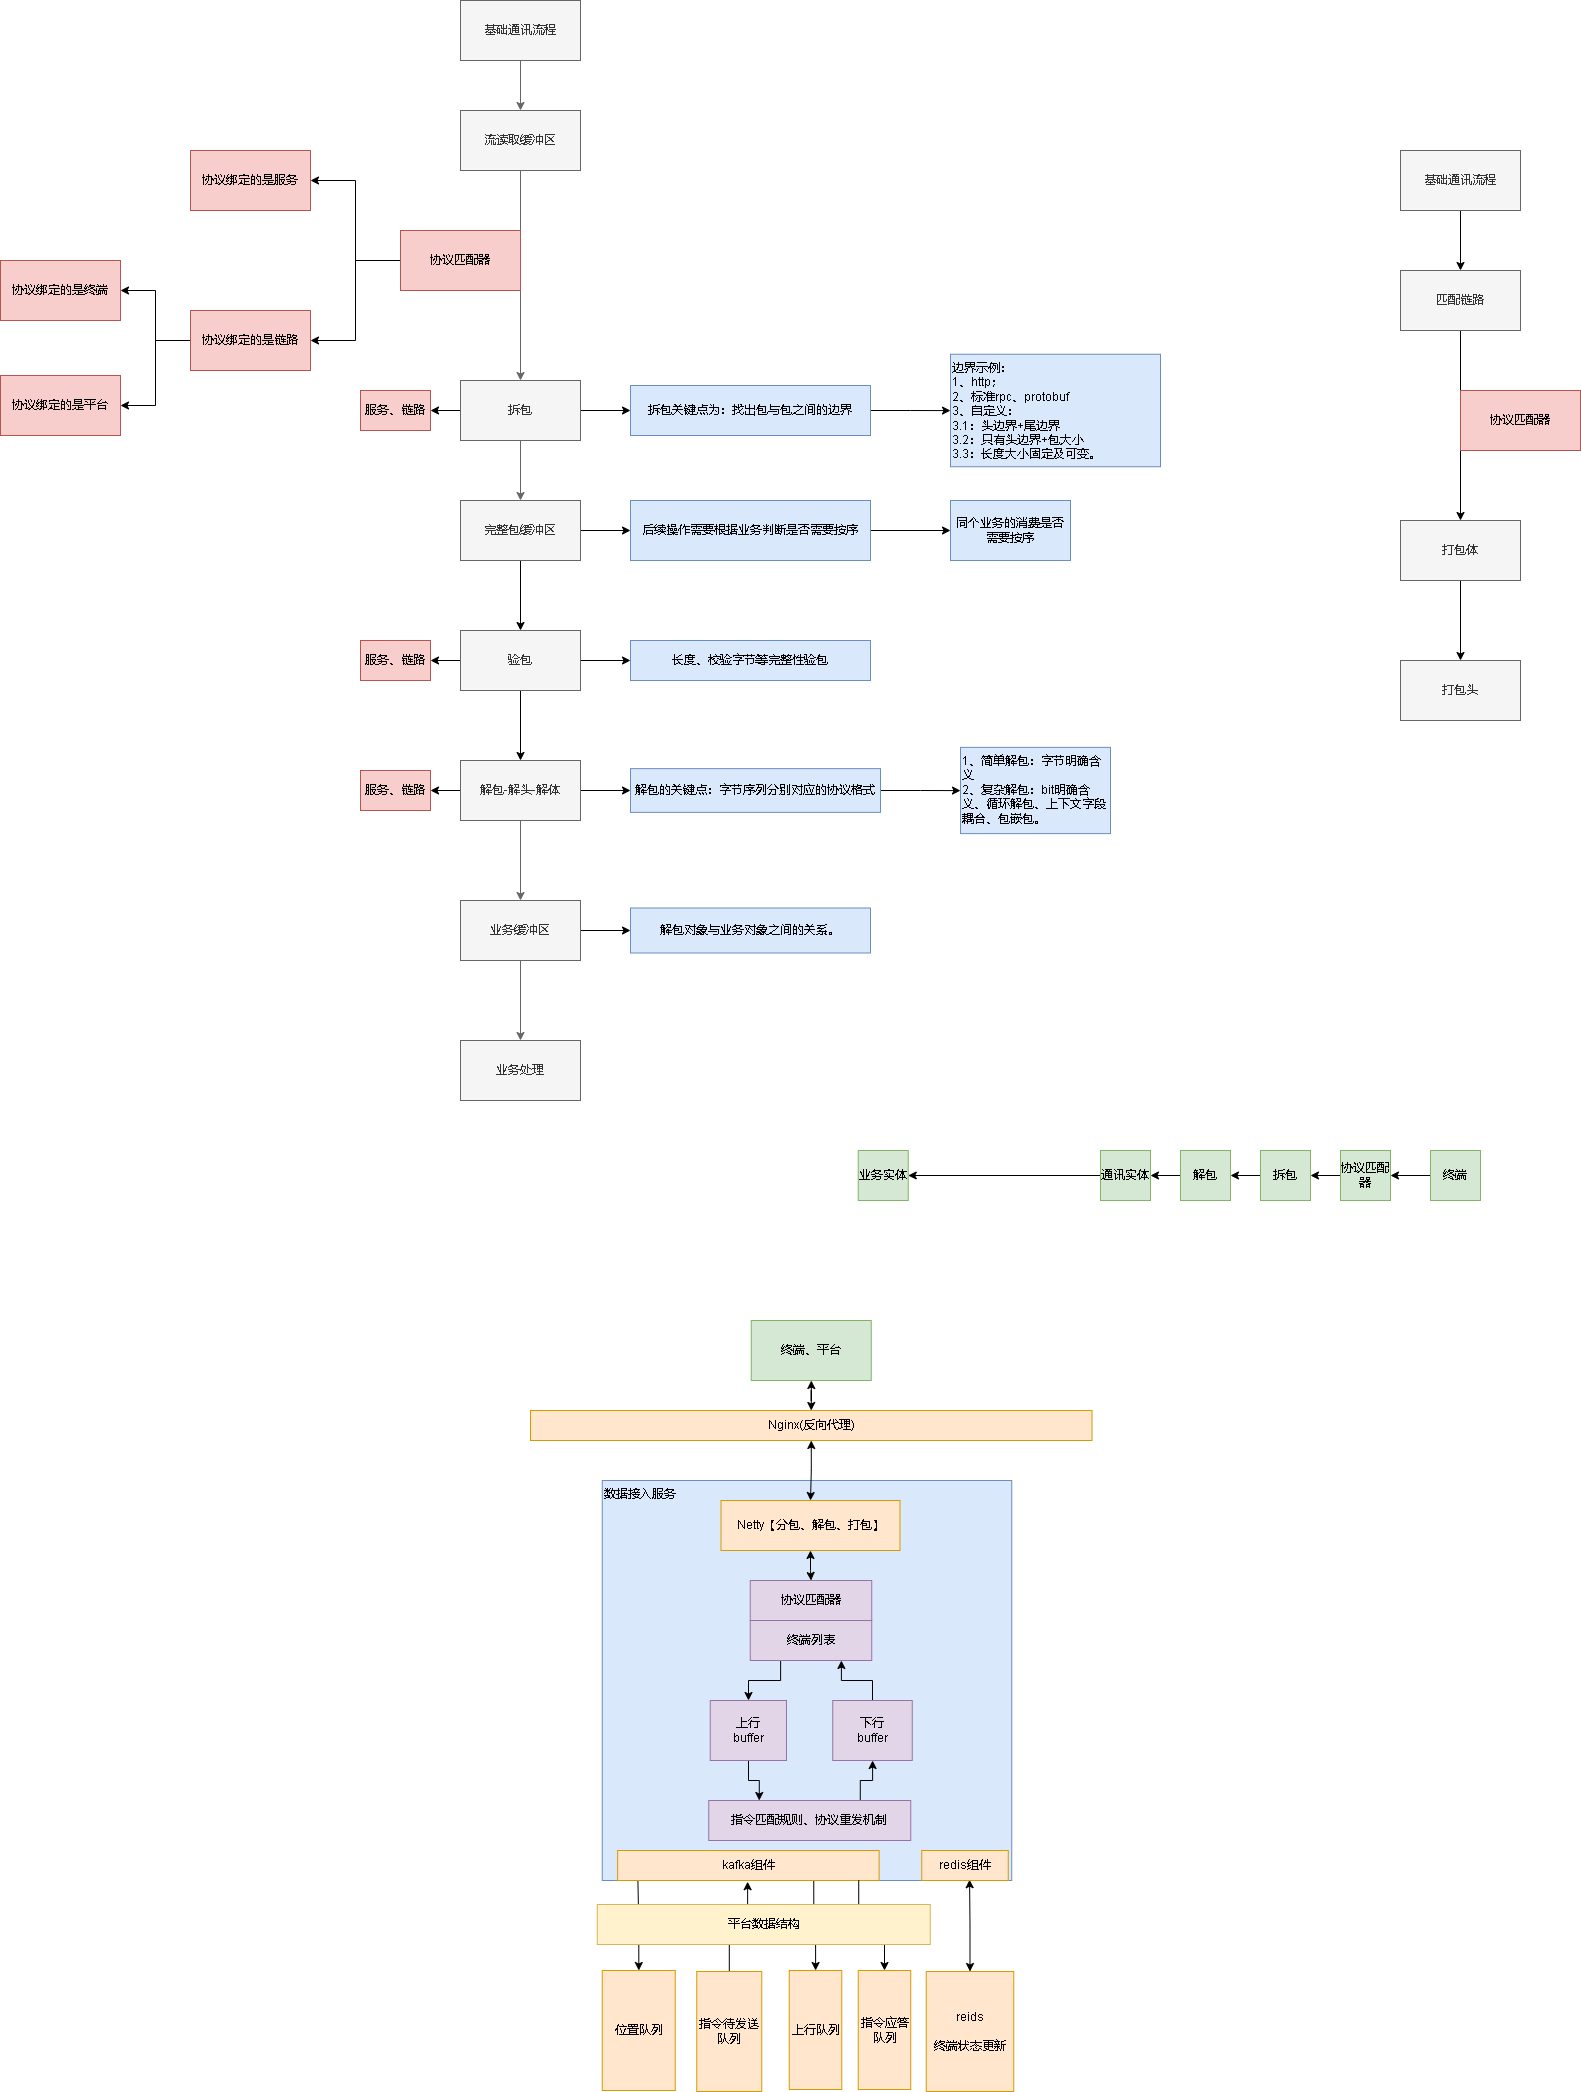 基础通讯流程
流读取缓冲区
协议绑定的是服务
协议匹配器
协议绑定的是终端
协议绑定的是链路
协议绑定的是平台
服务、链路
拆包
拆包关键点为：找出包与包之间的边界
边界示例：
1、http；
2、标准rpc、protobuf
3、自定义：
3.1：头边界+尾边界
3.2：只有头边界+包大小
3.3：长度大小固定及可变。
完整包缓冲区
后续操作需要根据业务判断是否需要按序
同个业务的消费是否
需要按序
服务、链路
验包
长度、校验字节等完整性验包
服务、链路
解包-解头-解体
解包的关键点：字节序列分别对应的协议格式
1、简单解包：字节明确含
义
2、复杂解包：bit明确含
义、循环解包、上下文字段
耦合、包嵌包。
业务缓冲区
解包对象与业务对象之间的关系。
业务处理
基础通讯流程
匹配链路
协议匹配器
打包体
打包头
业务实体
通讯实体
解包
拆包
协议匹配
器
终端
终端、平台
Nginx(反向代理)
数据接入服务
Netty【分包、解包、打包】
协议匹配器
终端列表
上行
buffer
下行
buffer
指令匹配规则、协议重发机制
kafka组件
redis组件
平台数据结构
位置队列
指令待发送
队列
上行队列
指令应答
队列
reids
终端状态更新